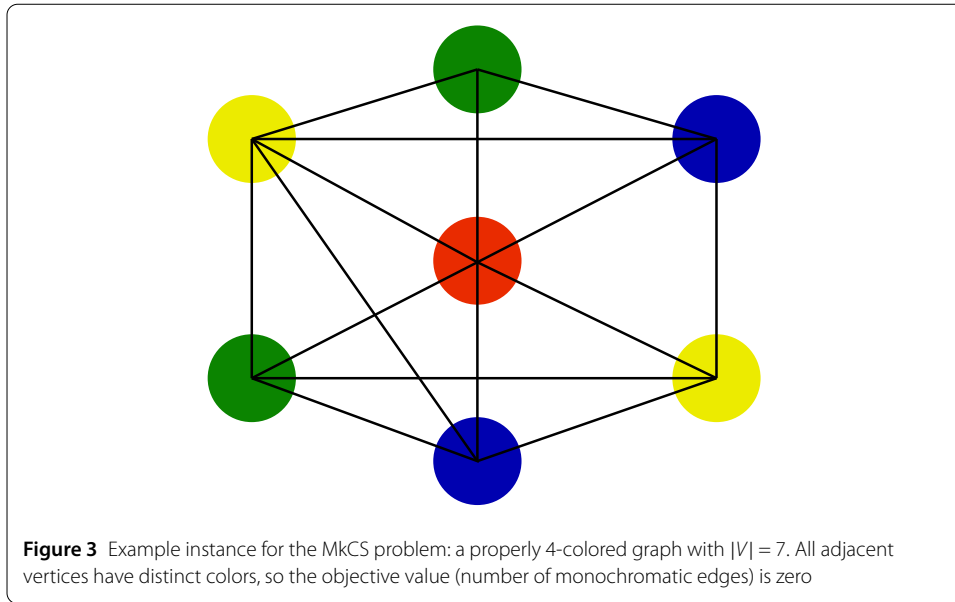 Figure 3 Example instance for the MkCS problem: a properly 4-colored graph with |V| = 7. All adjacent
vertices have distinct colors, so the objective value (number of monochromatic edges) is zero